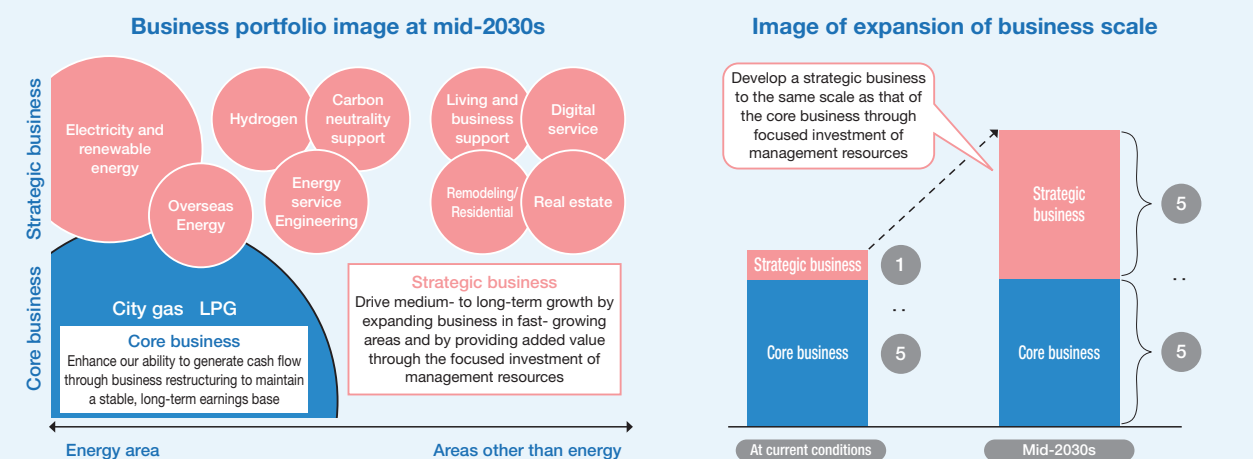 Business portfolio image at mid-2030s
Strategic business
Core business
Electricity and
renewable
energy
Overseas
Energy
Hydrogen
Carbon
neutrality
support
Energy
service
Engineering
Living and
business
support
Digital
service
Remodeling/
Residential
Real estate
City gas LPG
Core business
Enhance our ability to generate cash flow
through business restructuring to maintain
a stable, long-term earnings base
Strategic business
Drive medium- to long-term growth by
expanding business in fast- growing
areas and by providing added value
through the focused investment of
management resources
Energy area
Areas other than energy
Image of expansion of business scale
Develop a strategic business
to the same scale as that of
the core business through
focused investment of
management resources
Strategic business
1
..
Core business
5
At current conditions
Strategic
business
5
..
Core business
5
Mid-2030s